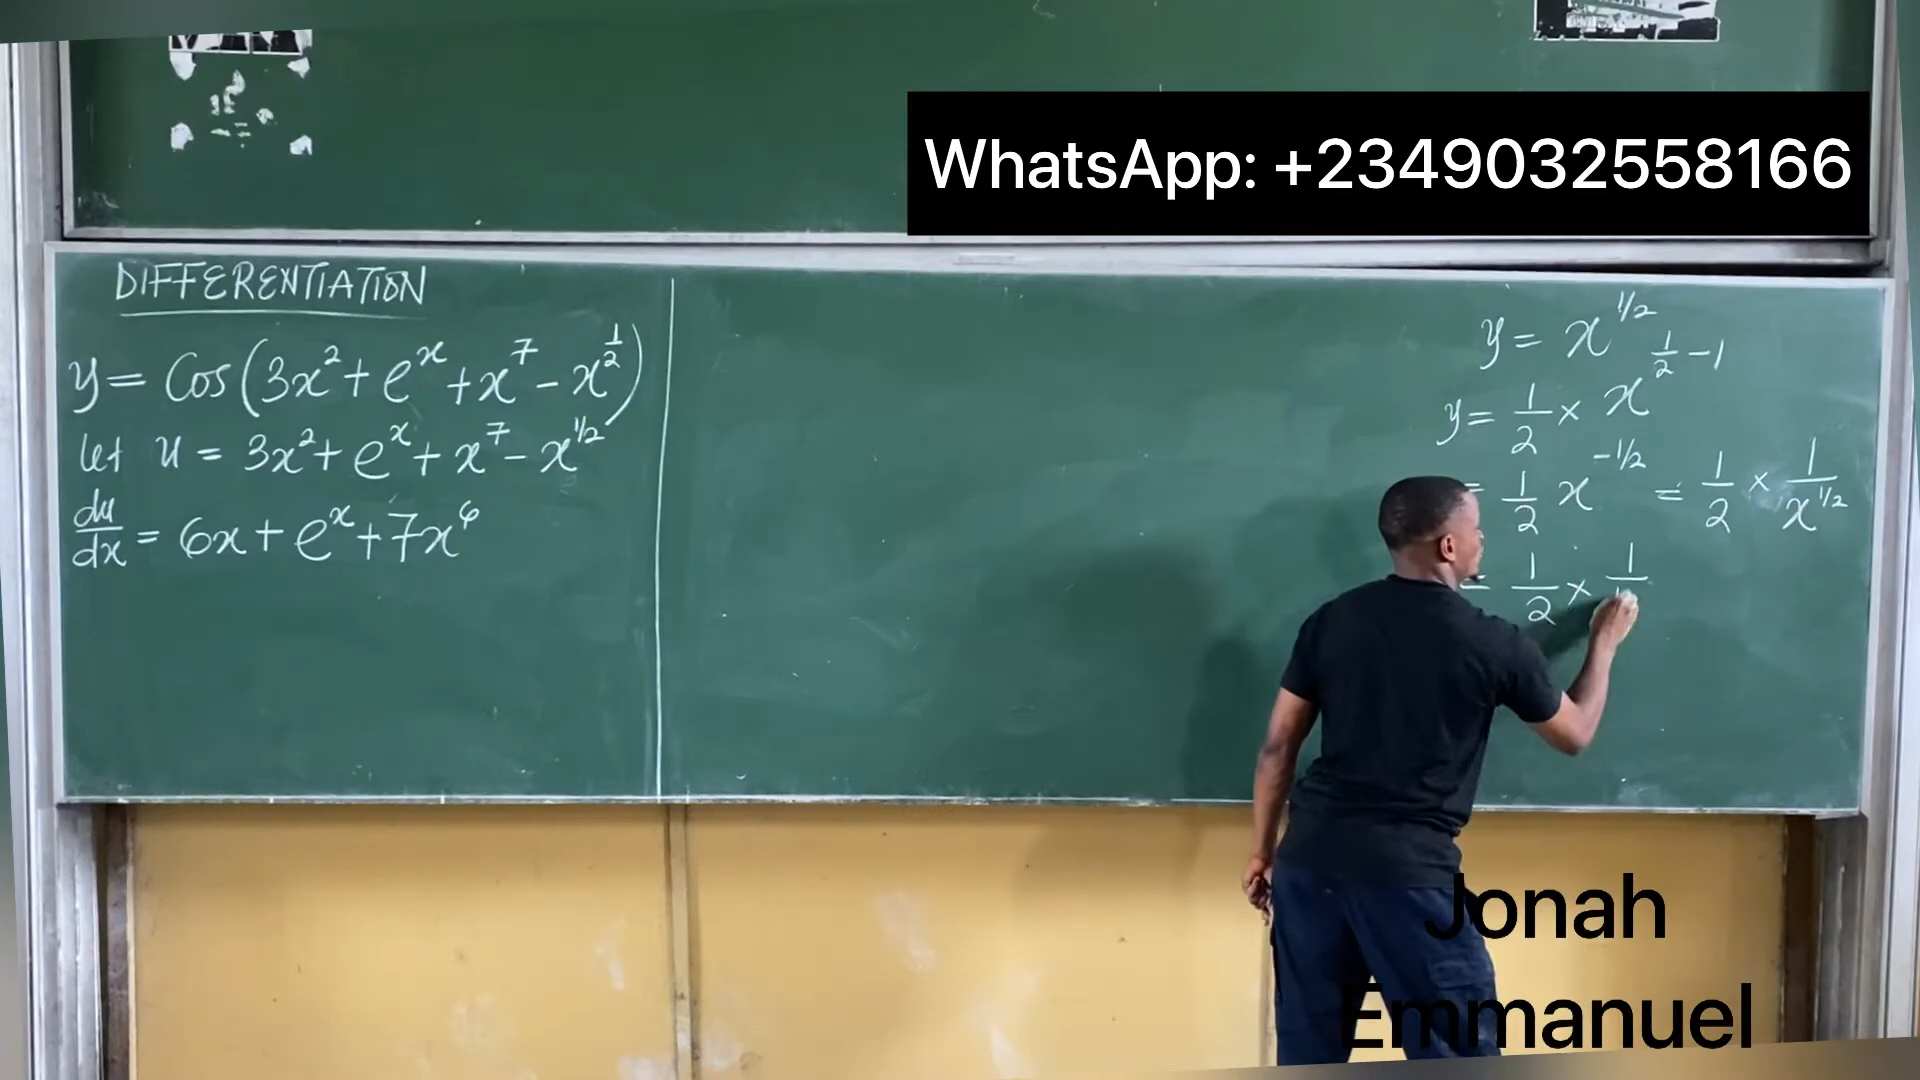 WhatsApp: +2349032558166
DIFFERENTIATION
y = Cos(3x² + eˣ + x⁷ - x^½)
let u = 3x² + eˣ + x⁷ - x^1/2
du/dx = 6x + eˣ + 7x⁶
y = x^1/2
y = 1/2 × x^(1/2 - 1)
= 1/2 x^-1/2 = 1/2 × 1/x^1/2
= 1/2 × 1/
Jonah
Emmanuel